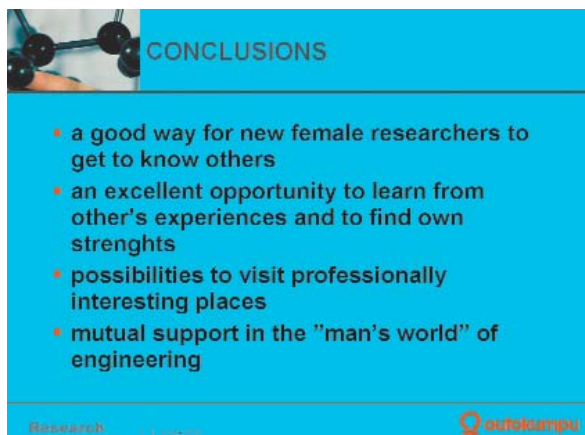 CONCLUSIONS
• a good way for new female researchers to
get to know others
• an excellent opportunity to learn from
other's experiences and to find own
strenghts
• possibilities to visit professionally
interesting places
• mutual support in the "man's world" of
engineering
Research
outokumpu